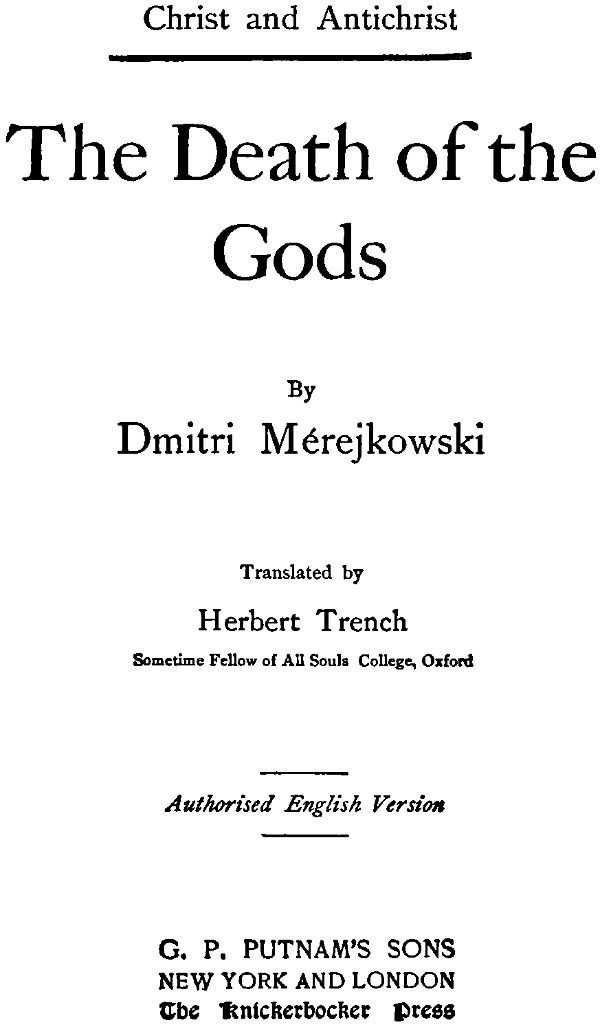 Christ and Antichrist
The Death of the
Gods
By
Dmitri Mérejkowski
Translated by
Herbert Trench
Sometime Fellow of All Souls College, Oxford
Authorised English Version
G. P. PUTNAM'S SONS
NEW YORK AND LONDON
The Knickerbocker Press